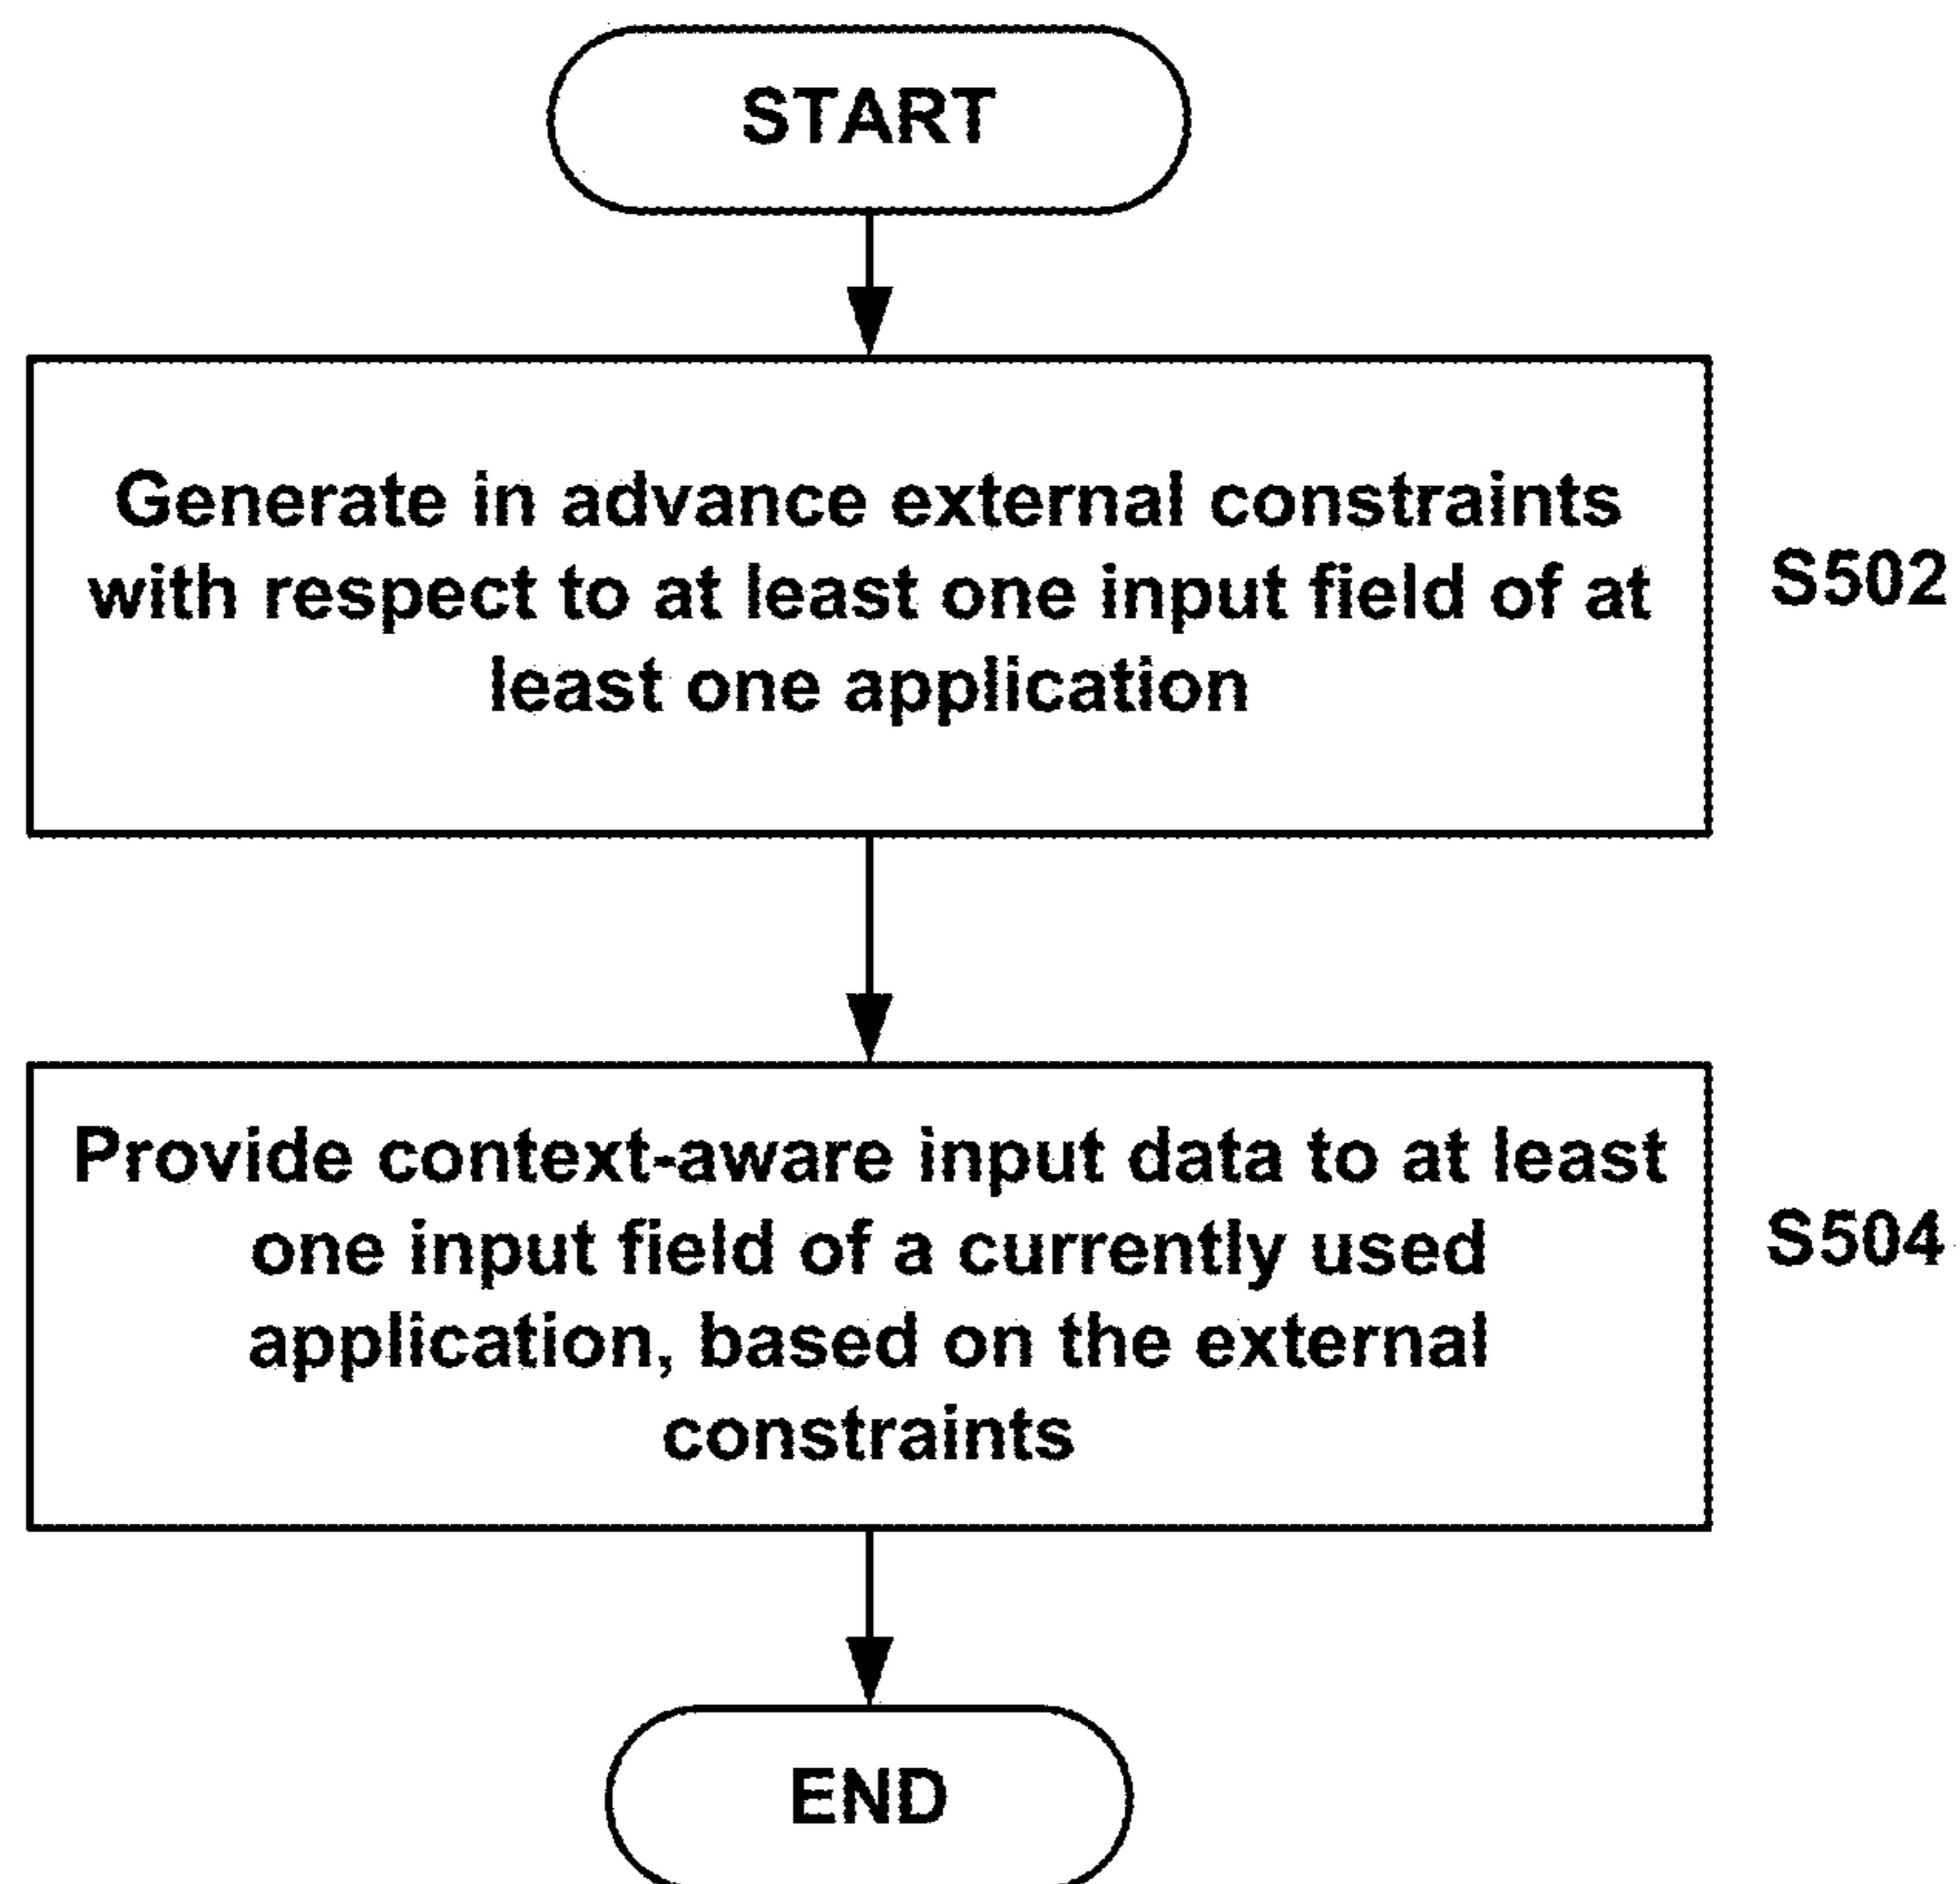 START
Generate in advance external constraints
with respect to at least one input field of at
least one application
S502
Provide context-aware input data to at least
one input field of a currently used
application, based on the external
constraints
S504
END